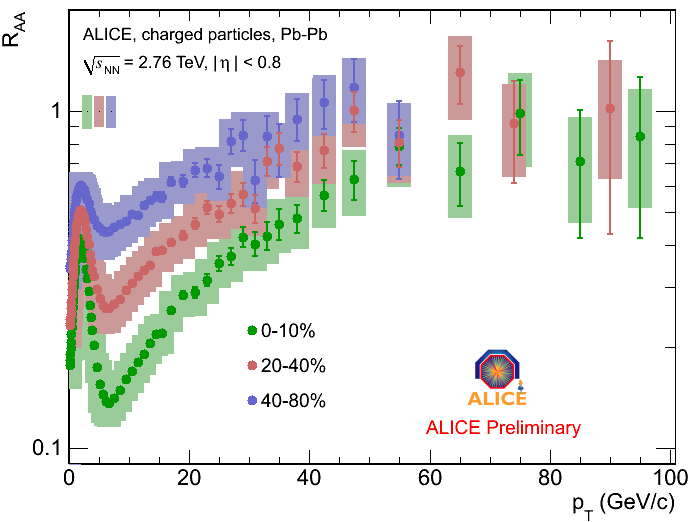 R_AA
ALICE, charged particles, Pb-Pb
√s_NN = 2.76 TeV, |η| < 0.8
1
0-10%
20-40%
40-80%
ALICE
ALICE Preliminary
0.1
0 20 40 60 80 100
p_T (GeV/c)